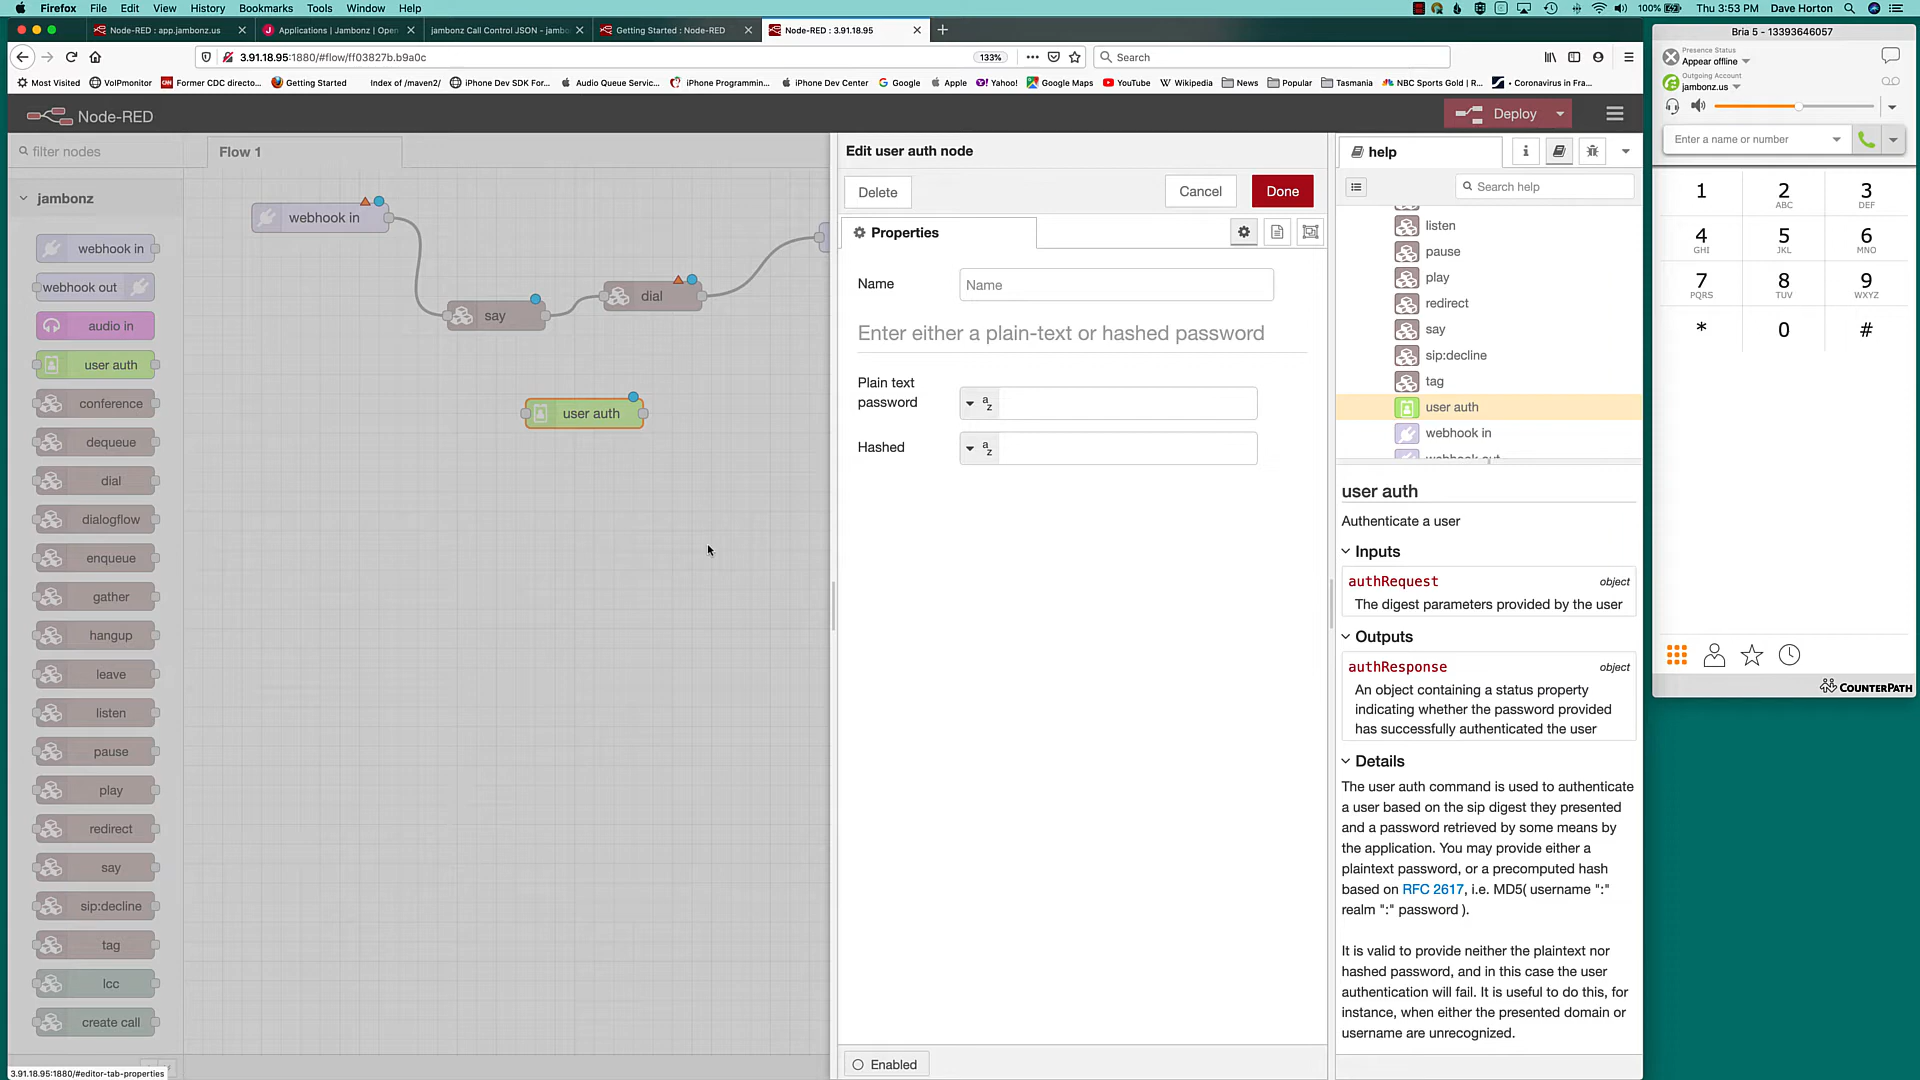 Firefox File Edit View History Bookmarks Tools Window Help
100% Thu 3:53 PM Dave Horton
Node-RED : app.jambonz.us
Applications | Jambonz | Open
jambonz Call Control JSON - jambo
Getting Started : Node-RED
Node-RED : 3.91.18.95
3.91.18.95:1880/#flow/ff03827b.b9a0c
133%
Search
Most Visited
VoIPmonitor
Former CDC directo...
Getting Started
Index of /maven2/
iPhone Dev SDK For...
Audio Queue Servic...
iPhone Programmin...
iPhone Dev Center
Google
Apple
Yahoo!
Google Maps
YouTube
Wikipedia
News
Popular
Tasmania
NBC Sports Gold | R...
Coronavirus in Fra...
Node-RED
Deploy
filter nodes
Flow 1
jambonz
webhook in
webhook out
audio in
user auth
conference
dequeue
dial
dialogflow
enqueue
gather
hangup
leave
listen
pause
play
redirect
say
sip:decline
tag
lcc
create call
webhook in
say
dial
user auth
Edit user auth node
Delete
Cancel
Done
Properties
Name
Name
Enter either a plain-text or hashed password
Plain text
password
a
z
Hashed
a
z
Enabled
help
Search help
listen
pause
play
redirect
say
sip:decline
tag
user auth
webhook in
webhook out
user auth
Authenticate a user
Inputs
authRequest object
The digest parameters provided by the user
Outputs
authResponse object
An object containing a status property
indicating whether the password provided
has successfully authenticated the user
Details
The user auth command is used to authenticate
a user based on the sip digest they presented
and a password retrieved by some means by
the application. You may provide either a
plaintext password, or a precomputed hash
based on RFC 2617, i.e. MD5( username ":"
realm ":" password ).
It is valid to provide neither the plaintext nor
hashed password, and in this case the user
authentication will fail. It is useful to do this, for
instance, when either the presented domain or
username are unrecognized.
3.91.18.95:1880/#editor-tab-properties
Bria 5 - 13393646057
Presence Status
Appear offline
Outgoing Account
jambonz.us
Enter a name or number
1 2 3
ABC DEF
4 5 6
GHI JKL MNO
7 8 9
PQRS TUV WXYZ
* 0 #
COUNTERPATH